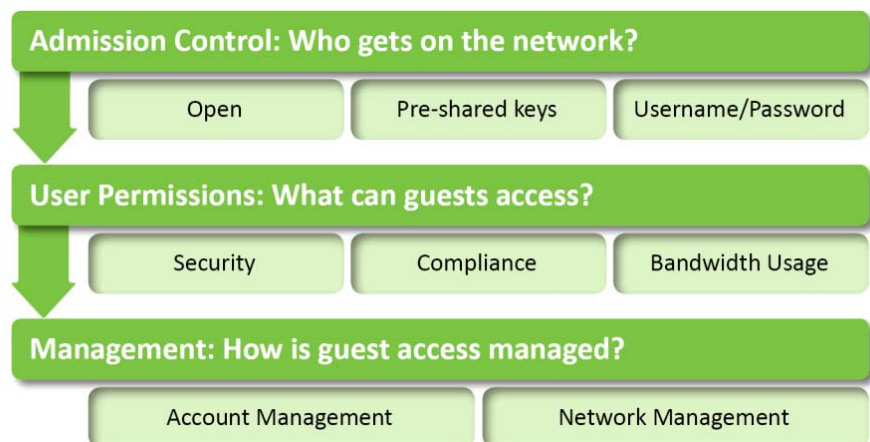 Admission Control: Who gets on the network?
Open
Pre-shared keys
Username/Password
User Permissions: What can guests access?
Security
Compliance
Bandwidth Usage
Management: How is guest access managed?
Account Management
Network Management